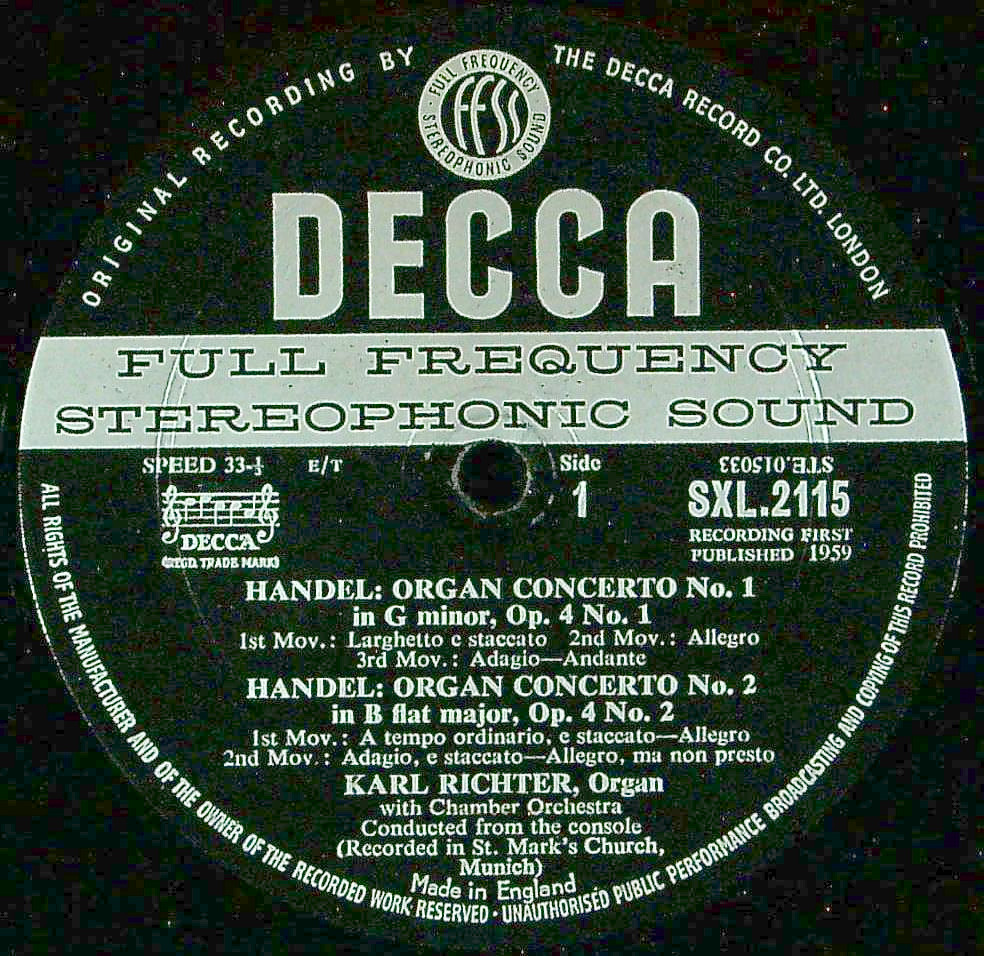 ORIGINAL RECORDING BY
THE DECCA RECORD CO. LTD. LONDON
FULL FREQUENCY
ffss
STEREOPHONIC SOUND
DECCA
FULL FREQUENCY
STEREOPHONIC SOUND
SPEED 33-⅓ E/T
Side
1
STE.015033
SXL.2115
RECORDING FIRST
PUBLISHED 1959
DECCA
(REGD. TRADE MARK)
HANDEL: ORGAN CONCERTO No. 1
in G minor, Op. 4 No. 1
1st Mov.: Larghetto e staccato 2nd Mov.: Allegro
3rd Mov.: Adagio—Andante
HANDEL: ORGAN CONCERTO No. 2
in B flat major, Op. 4 No. 2
1st Mov.: A tempo ordinario, e staccato—Allegro
2nd Mov.: Adagio, e staccato—Allegro, ma non presto
KARL RICHTER, Organ
with Chamber Orchestra
Conducted from the console
(Recorded in St. Mark's Church,
Munich)
Made in England
ALL RIGHTS OF THE MANUFACTURER AND OF THE OWNER OF THE RECORDED WORK RESERVED · UNAUTHORISED PUBLIC PERFORMANCE BROADCASTING AND COPYING OF THIS RECORD PROHIBITED